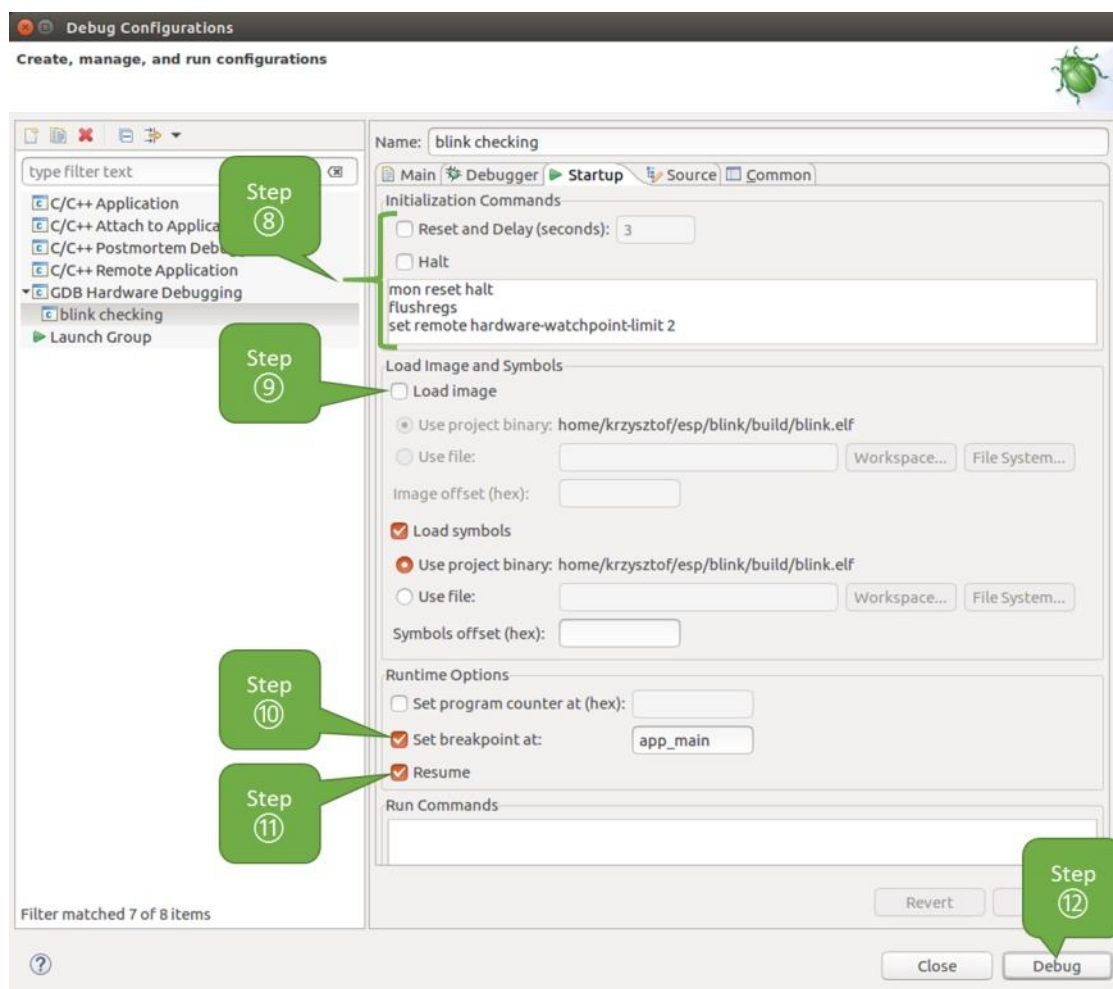 Debug Configurations
Create, manage, and run configurations
type filter text
C/C++ Application
C/C++ Attach to Applica
C/C++ Postmortem Debu
C/C++ Remote Application
GDB Hardware Debugging
blink checking
Launch Group
Filter matched 7 of 8 items
Step
⑧
Step
⑨
Step
⑩
Step
⑪
Name: blink checking
Main Debugger Startup Source Common
Initialization Commands
Reset and Delay (seconds): 3
Halt
mon reset halt
flushregs
set remote hardware-watchpoint-limit 2
Load Image and Symbols
Load image
Use project binary: home/krzysztof/esp/blink/build/blink.elf
Use file: Workspace... File System...
Image offset (hex):
Load symbols
Use project binary: home/krzysztof/esp/blink/build/blink.elf
Use file: Workspace... File System...
Symbols offset (hex):
Runtime Options
Set program counter at (hex):
Set breakpoint at: app_main
Resume
Run Commands
Step
⑫
Revert
Close Debug